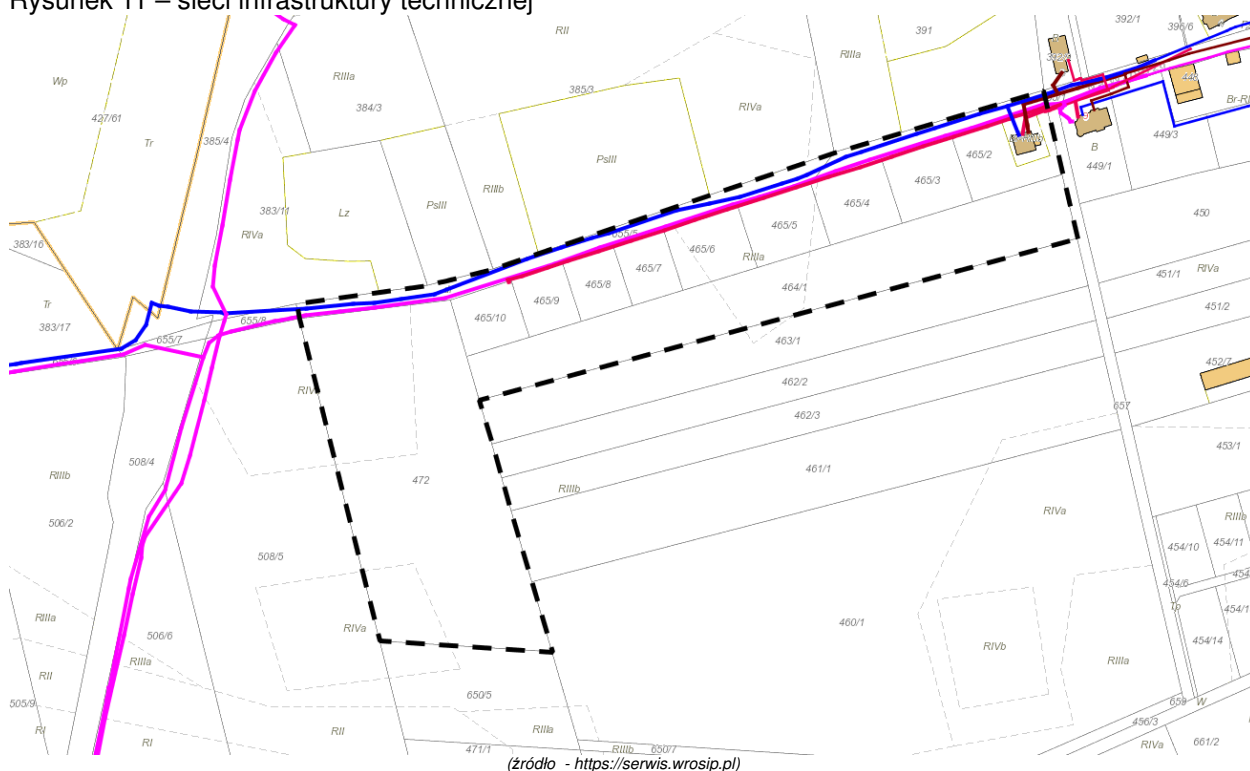 Rysunek 11 – sieci infrastruktury technicznej
RII
391
392/1
396/6
Wp
RIIIa
RIIIa
427/61
384/3
385/3
RIVa
448
Br-RI
Tr
385/4
PsIII
465/2
B
449/3
449/1
RIIIb
465/3
383/11
Lz
PsIII
465/4
450
RIVa
655/5
465/5
383/16
465/6
RIIIa
465/7
451/1
RIVa
Tr
465/8
464/1
383/17
465/9
451/2
655/8
465/10
655/7
463/1
452/7
462/2
657
462/3
453/1
508/4
461/1
RIIIb
472
RIIIb
RIVa
506/2
RIIIb
454/10
454/11
508/5
454/6
RIVa
460/1
RIIIa
506/6
454/14
RIIIa
RIVb
RIIIa
RII
650/5
505/9
659
W
456/3
RI
RI
RII
RIIIa
471/1
RIIIb
650/7
RIVa
661/2
(źródło - https://serwis.wrosip.pl)